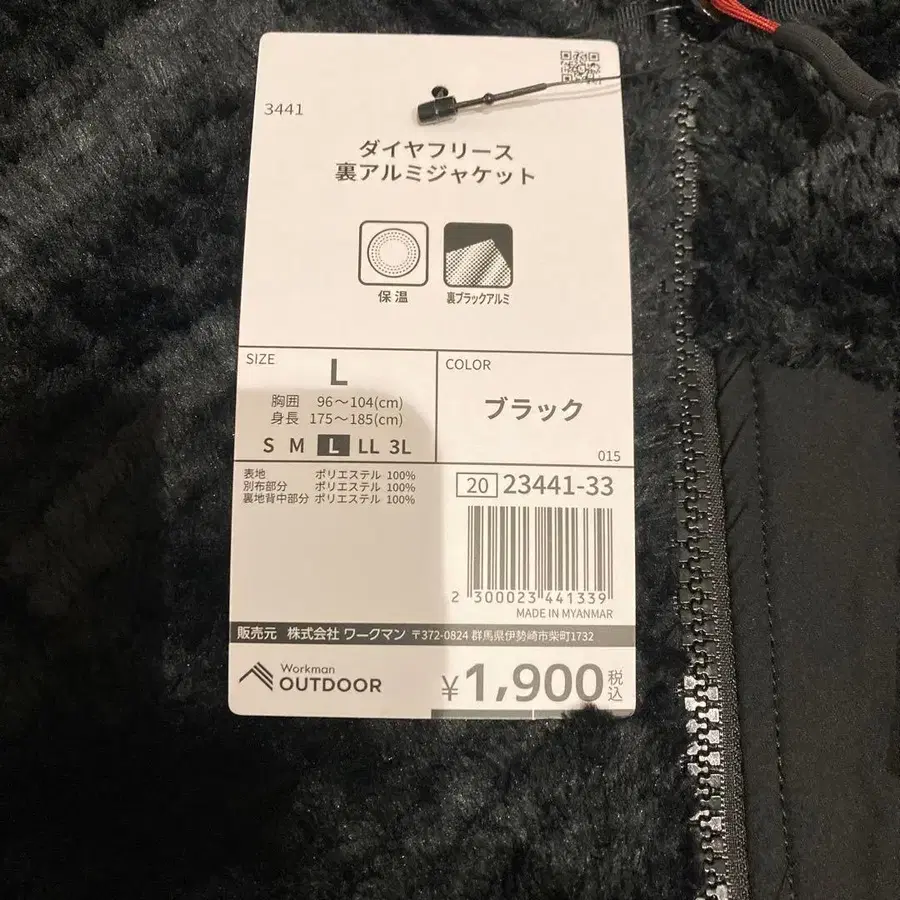 3441
ダイヤフリース
裏アルミジャケット
保温
裏ブラックアルミ
SIZE
L
胸囲 96～104(cm)
身長 175～185(cm)
S M L LL 3L
COLOR
ブラック
015
表地 ポリエステル 100%
別布部分 ポリエステル 100%
裏地背中部分 ポリエステル 100%
20 23441-33
2 300023 441339
MADE IN MYANMAR
販売元 株式会社 ワークマン 〒372-0824 群馬県伊勢崎市柴町1732
Workman
OUTDOOR
¥1,900税込